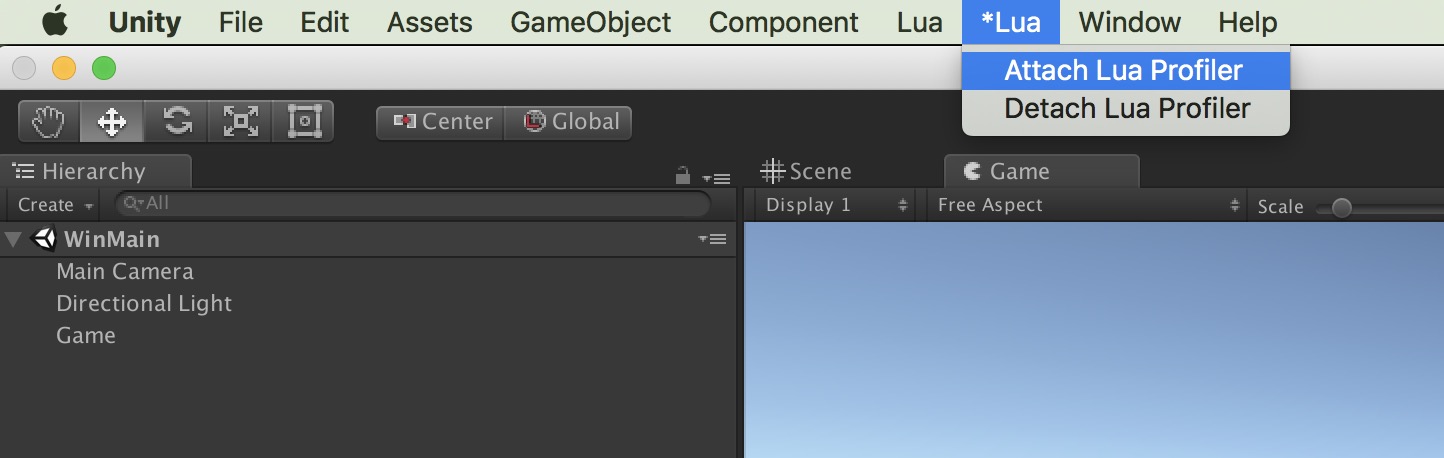 Unity File Edit Assets GameObject Component Lua *Lua Window Help
Attach Lua Profiler
Detach Lua Profiler
Center Global
Hierarchy
Create All
WinMain
Main Camera
Directional Light
Game
Scene Game
Display 1 Free Aspect Scale